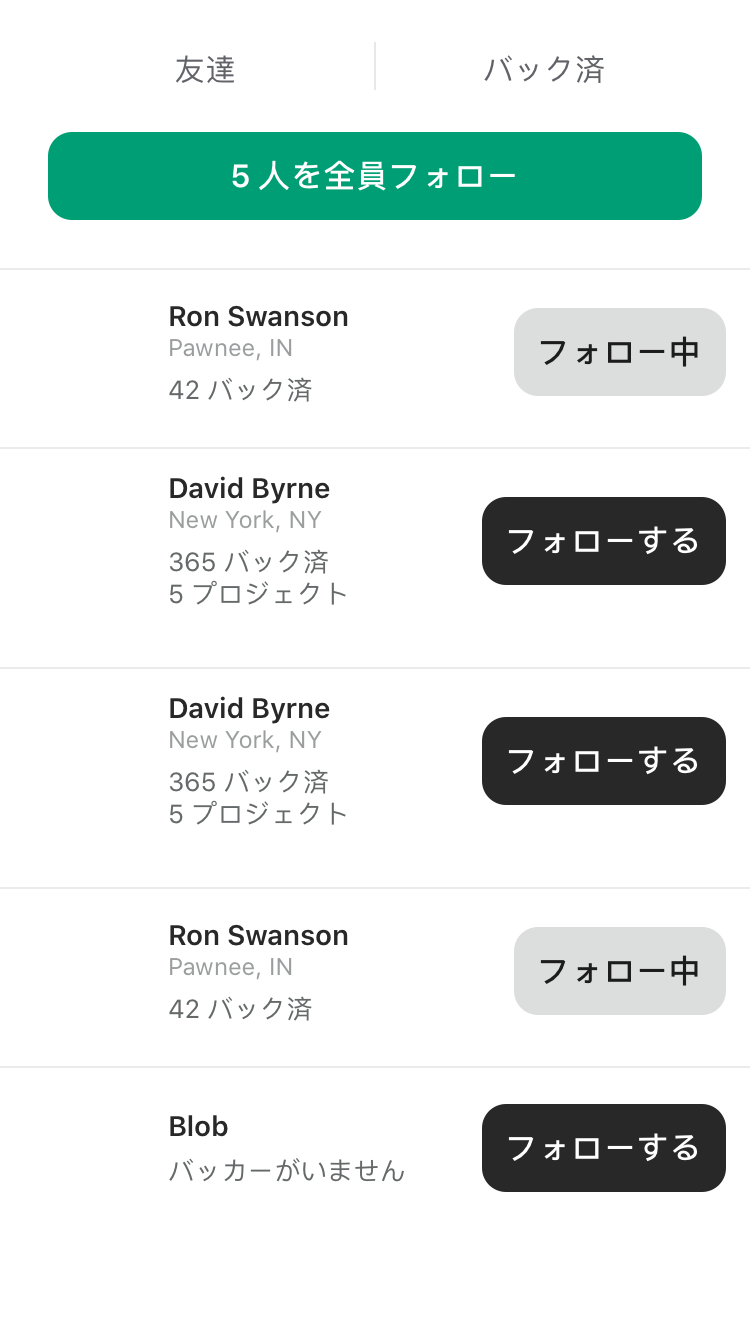 友達
バック済
5 人を全員フォロー
Ron Swanson
Pawnee, IN
42 バック済
フォロー中
David Byrne
New York, NY
365 バック済
5 プロジェクト
フォローする
David Byrne
New York, NY
365 バック済
5 プロジェクト
フォローする
Ron Swanson
Pawnee, IN
42 バック済
フォロー中
Blob
バッカーがいません
フォローする